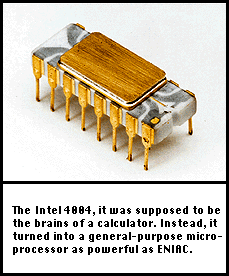 The Intel 4004, it was supposed to be
the brains of a calculator. Instead, it
turned into a general-purpose micro-
processor as powerful as ENIAC.